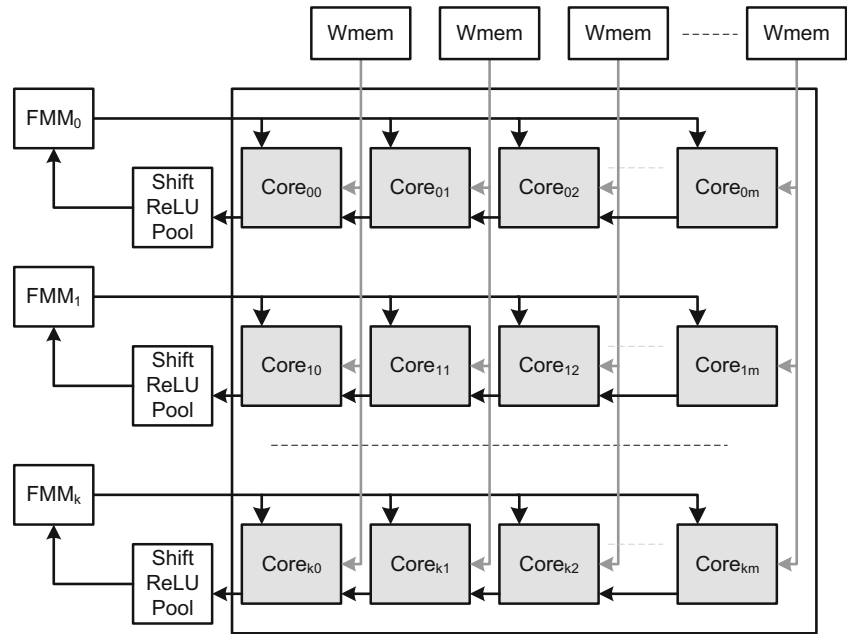 Wmem Wmem Wmem Wmem
FMM₀
Shift
ReLU
Pool
Core₀₀ Core₀₁ Core₀₂ Core₀ₘ
FMM₁
Shift
ReLU
Pool
Core₁₀ Core₁₁ Core₁₂ Core₁ₘ
FMMₖ
Shift
ReLU
Pool
Coreₖ₀ Coreₖ₁ Coreₖ₂ Coreₖₘ